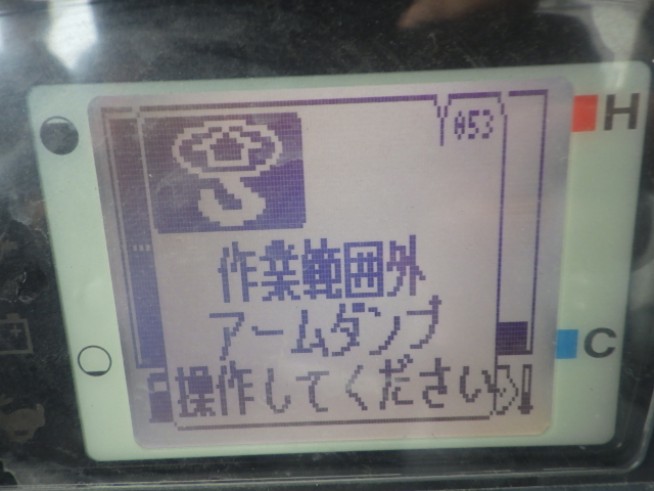 Y053
H
作業範囲外
アームダンプ
C
操作してください